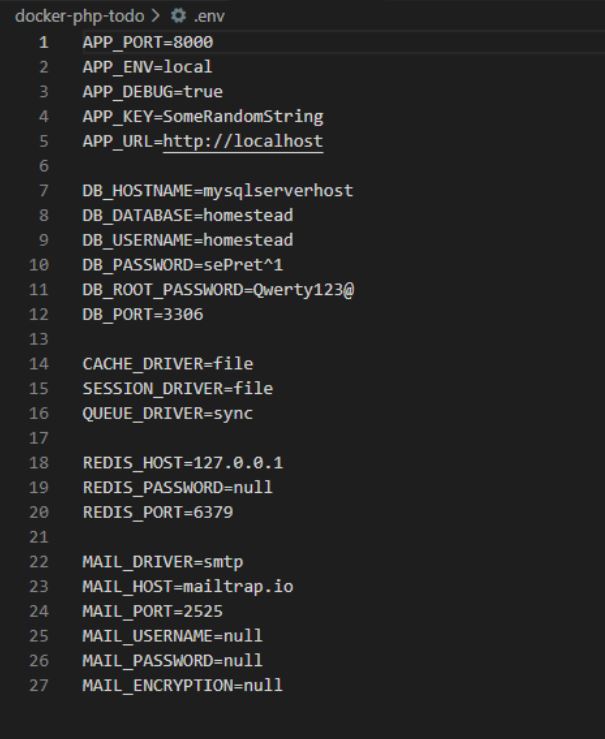 docker-php-todo > .env
1 APP_PORT=8000
2 APP_ENV=local
3 APP_DEBUG=true
4 APP_KEY=SomeRandomString
5 APP_URL=http://localhost
6
7 DB_HOSTNAME=mysqlserverhost
8 DB_DATABASE=homestead
9 DB_USERNAME=homestead
10 DB_PASSWORD=sePret^1
11 DB_ROOT_PASSWORD=Qwerty123@
12 DB_PORT=3306
13
14 CACHE_DRIVER=file
15 SESSION_DRIVER=file
16 QUEUE_DRIVER=sync
17
18 REDIS_HOST=127.0.0.1
19 REDIS_PASSWORD=null
20 REDIS_PORT=6379
21
22 MAIL_DRIVER=smtp
23 MAIL_HOST=mailtrap.io
24 MAIL_PORT=2525
25 MAIL_USERNAME=null
26 MAIL_PASSWORD=null
27 MAIL_ENCRYPTION=null